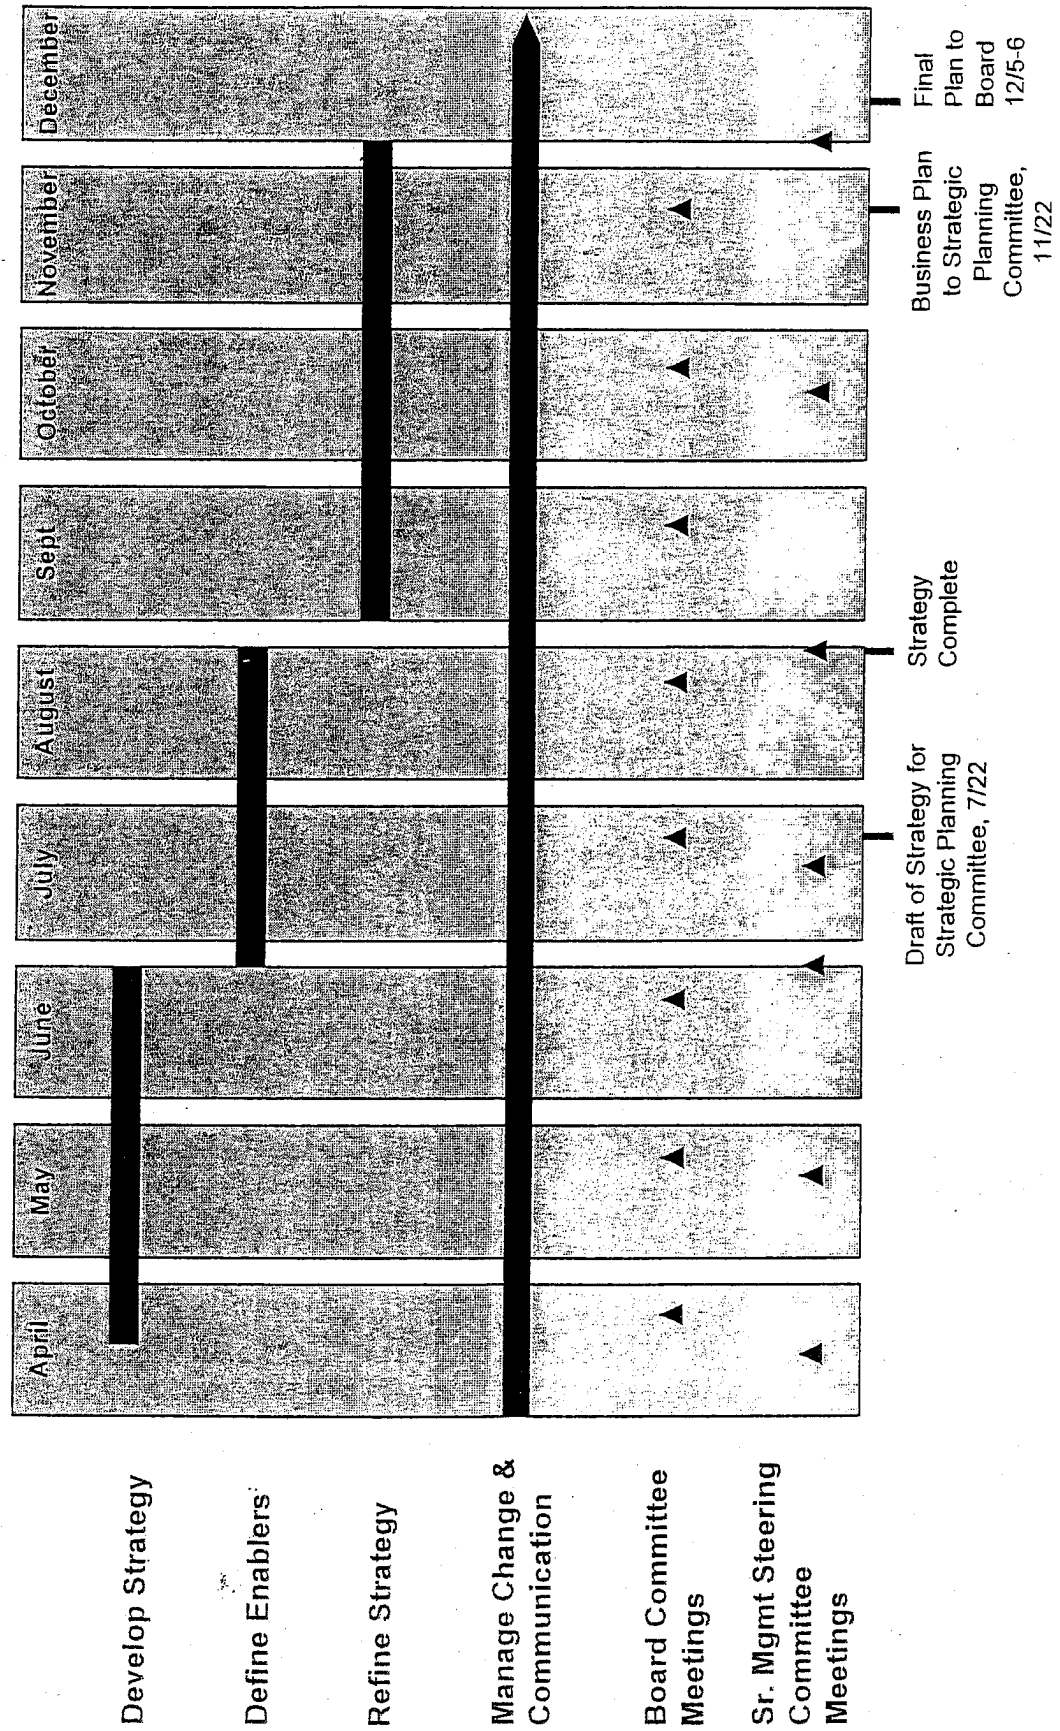 April
May
June
July
August
Sept
October
November
December
Develop Strategy
Define Enablers
Refine Strategy
Manage Change &
Communication
Board Committee
Meetings
Sr. Mgmt Steering
Committee
Meetings
Draft of Strategy for
Strategic Planning
Committee, 7/22
Strategy
Complete
Business Plan
to Strategic
Planning
Committee,
11/22
Final
Plan to
Board
12/5-6